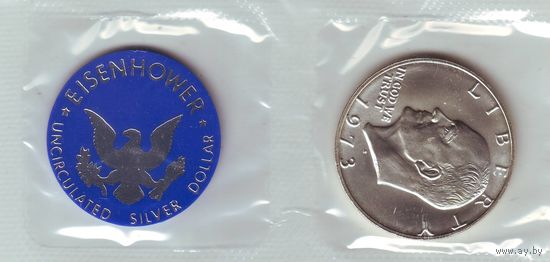 ★ EISENHOWER ★
UNCIRCULATED SILVER DOLLAR
LIBERTY
IN GOD WE
TRUST
1973
www.ay.by